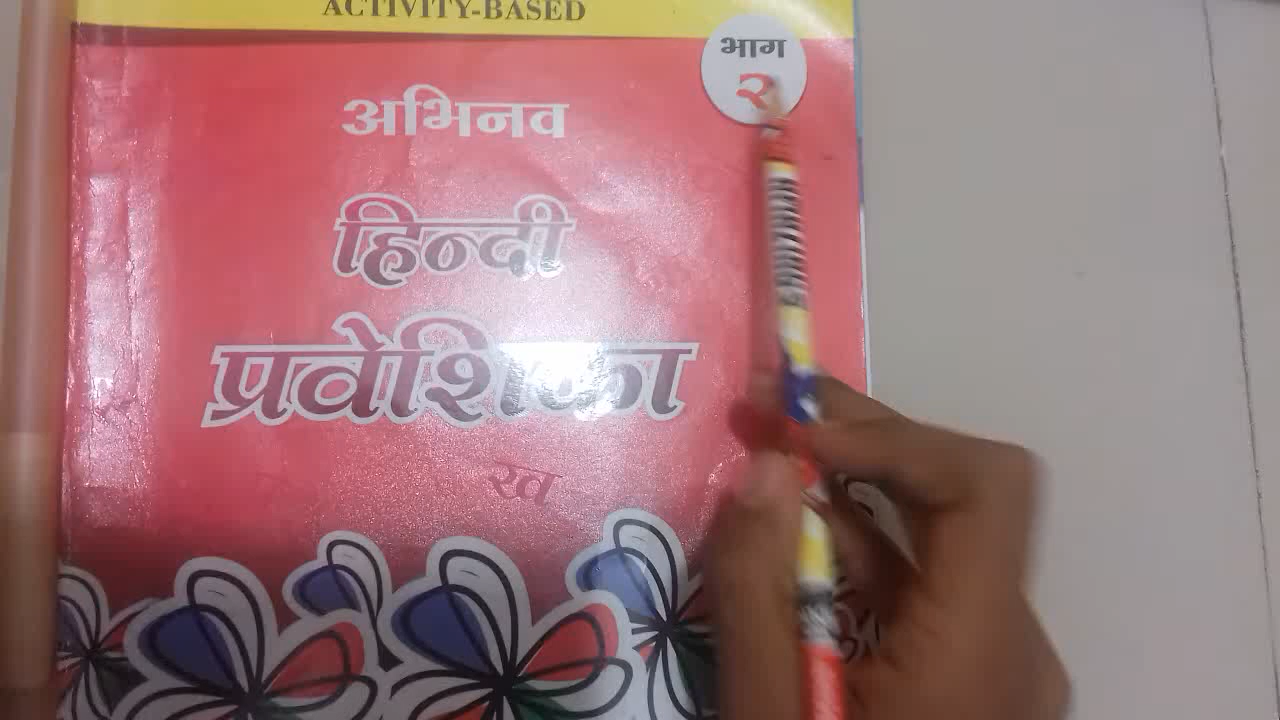 ACTIVITY-BASED
भाग
२
अभिनव
हिन्दी
प्रवेशिका
ख